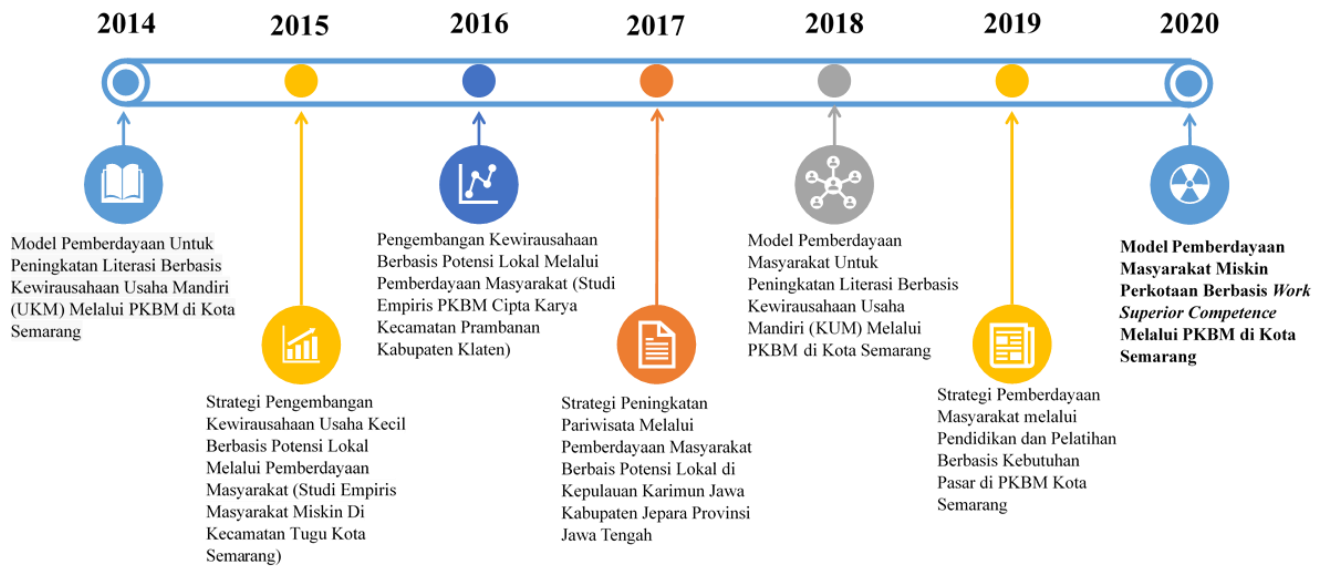 2014
2015
2016
2017
2018
2019
2020
Model Pemberdayaan Untuk
Peningkatan Literasi Berbasis
Kewirausahaan Usaha Mandiri
(UKM) Melalui PKBM di Kota
Semarang
Strategi Pengembangan
Kewirausahaan Usaha Kecil
Berbasis Potensi Lokal
Melalui Pemberdayaan
Masyarakat (Studi Empiris
Masyarakat Miskin Di
Kecamatan Tugu Kota
Semarang)
Pengembangan Kewirausahaan
Berbasis Potensi Lokal Melalui
Pemberdayaan Masyarakat (Studi
Empiris PKBM Cipta Karya
Kecamatan Prambanan
Kabupaten Klaten)
Strategi Peningkatan
Pariwisata Melalui
Pemberdayaan Masyarakat
Berbais Potensi Lokal di
Kepulauan Karimun Jawa
Kabupaten Jepara Provinsi
Jawa Tengah
Model Pemberdayaan
Masyarakat Untuk
Peningkatan Literasi Berbasis
Kewirausahaan Usaha
Mandiri (KUM) Melalui
PKBM di Kota Semarang
Strategi Pemberdayaan
Masyarakat melalui
Pendidikan dan Pelatihan
Berbasis Kebutuhan
Pasar di PKBM Kota
Semarang
Model Pemberdayaan
Masyarakat Miskin
Perkotaan Berbasis Work
Superior Competence
Melalui PKBM di Kota
Semarang